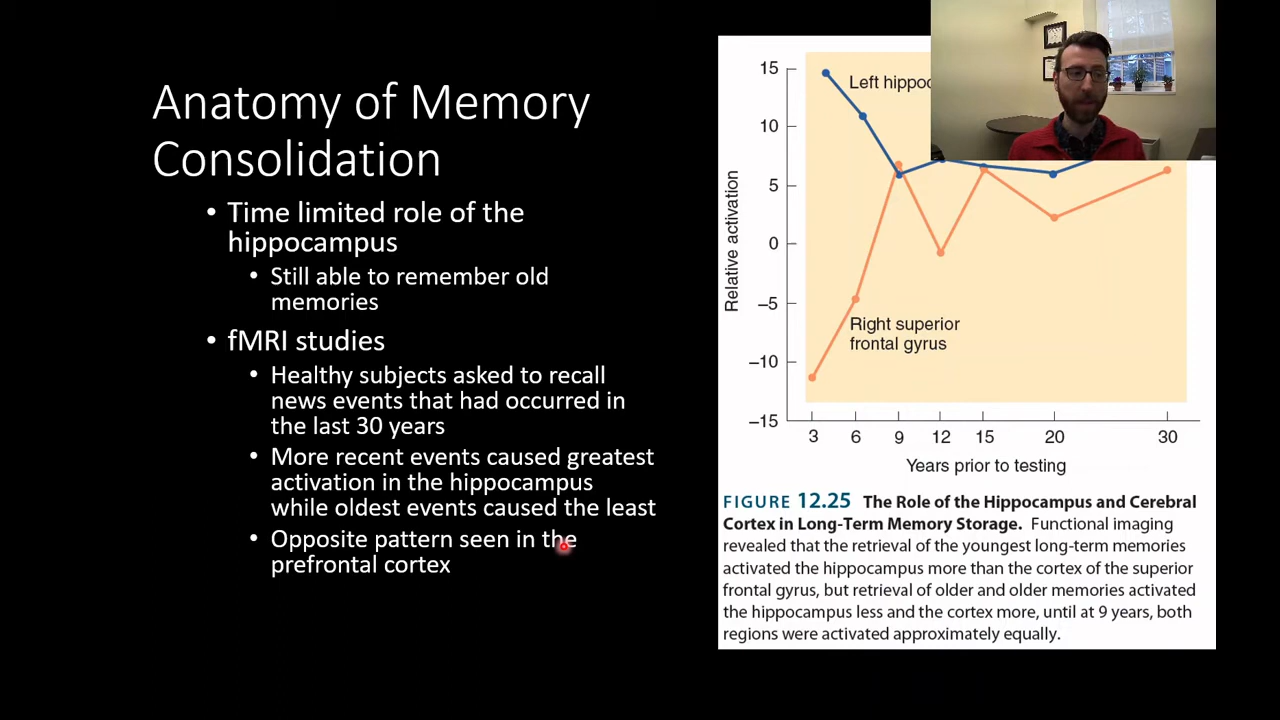 Anatomy of Memory
Consolidation
• Time limited role of the
hippocampus
• Still able to remember old
memories
• fMRI studies
• Healthy subjects asked to recall
news events that had occurred in
the last 30 years
• More recent events caused greatest
activation in the hippocampus
while oldest events caused the least
• Opposite pattern seen in the
prefrontal cortex
15
10
5
0
–5
–10
–15
Relative activation
Left hippoc
Right superior
frontal gyrus
3 6 9 12 15 20 30
Years prior to testing
FIGURE 12.25 The Role of the Hippocampus and Cerebral
Cortex in Long-Term Memory Storage. Functional imaging
revealed that the retrieval of the youngest long-term memories
activated the hippocampus more than the cortex of the superior
frontal gyrus, but retrieval of older and older memories activated
the hippocampus less and the cortex more, until at 9 years, both
regions were activated approximately equally.